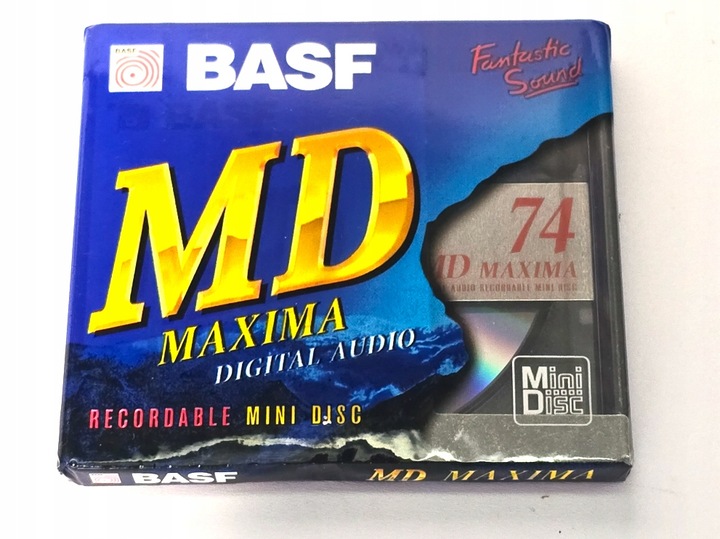 BASF
BASF
Fantastic
Sound
MD
MAXIMA
DIGITAL AUDIO
RECORDABLE MINI DISC
74
MD MAXIMA
AUDIO RECORDABLE MINI DISC
Mini
Disc
BASF
MD MAXIMA